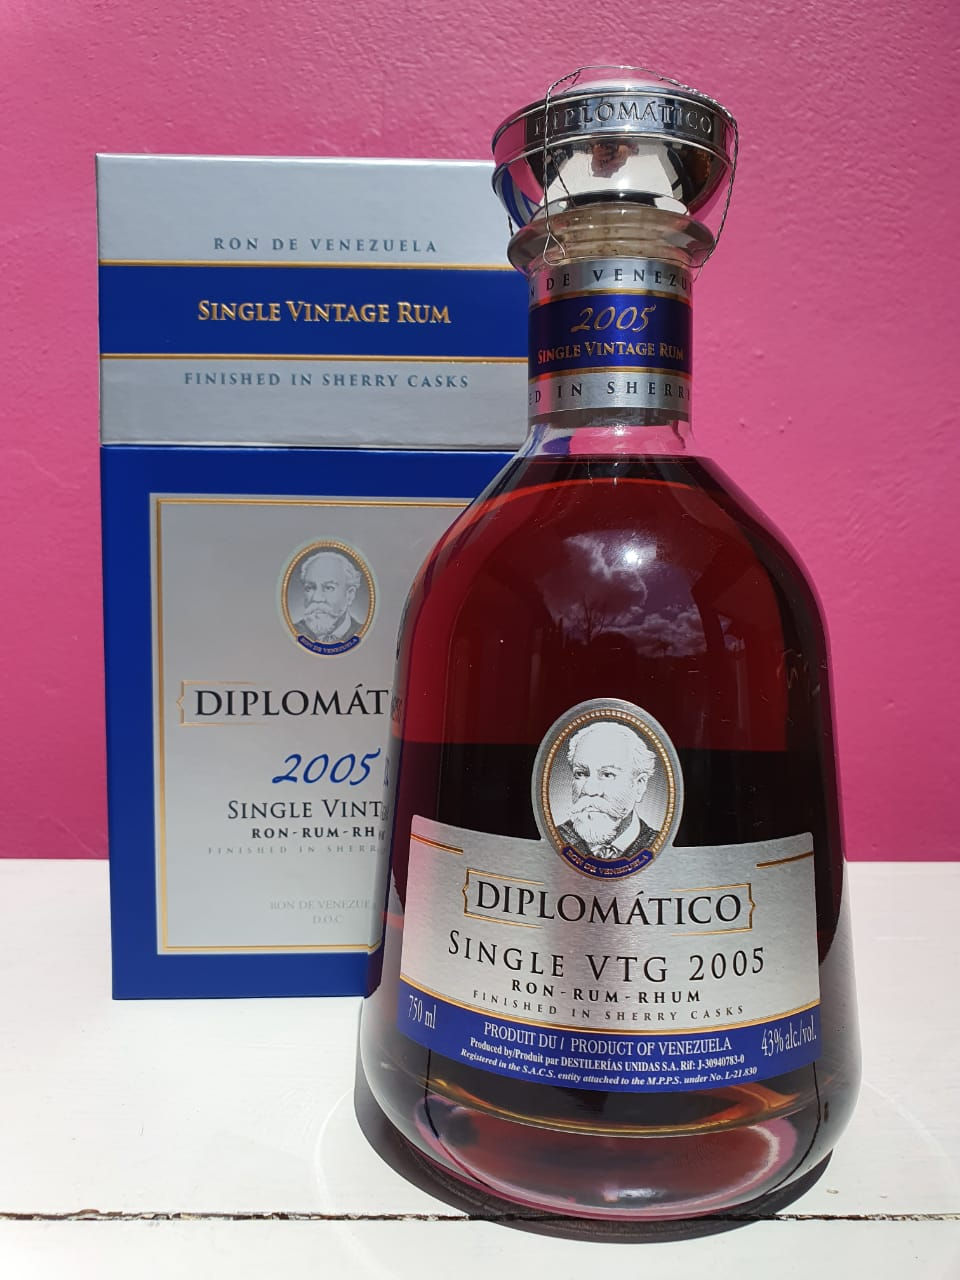 RON DE VENEZUELA
SINGLE VINTAGE RUM
FINISHED IN SHERRY CASKS
RON DE VENEZUELA
DIPLOMÁT
2005
SINGLE VINT
RON-RUM-RH
FINISHED IN SHERR
RON DE VENEZUE
D.O.C
DIPLOMÁTICO
N DE VENEZU
2005
SINGLE VINTAGE RUM
ED IN SHERR
RON DE VENEZUELA
DIPLOMÁTICO
SINGLE VTG 2005
RON-RUM-RHUM
FINISHED IN SHERRY CASKS
750 ml
PRODUIT DU / PRODUCT OF VENEZUELA
43% alc./vol.
Produced by/Produit par DESTILERÍAS UNIDAS S.A. Rif: J-30940783-0
Registered in the S.A.C.S. entity attached to the M.P.P.S. under No. L-21.830